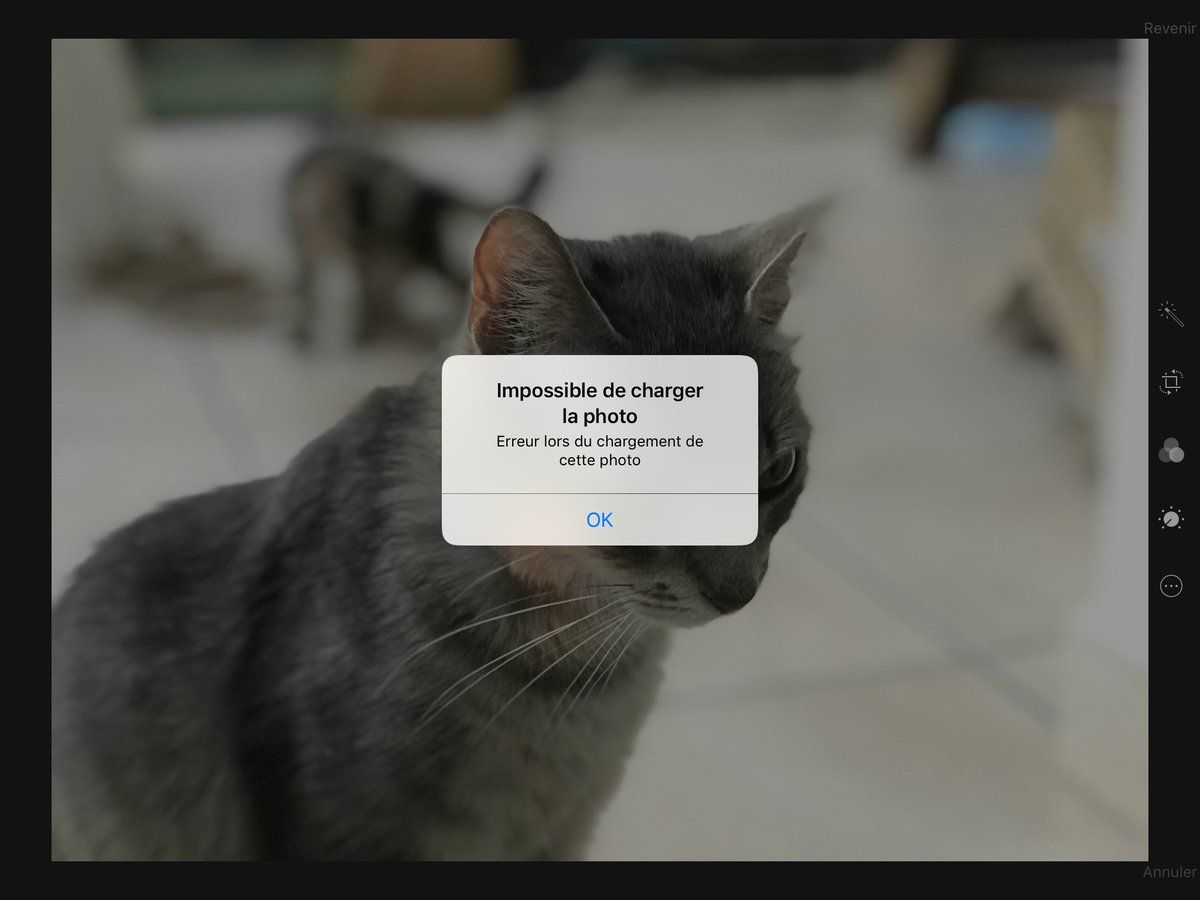 Revenir
Impossible de charger
la photo
Erreur lors du chargement de
cette photo
OK
Annuler